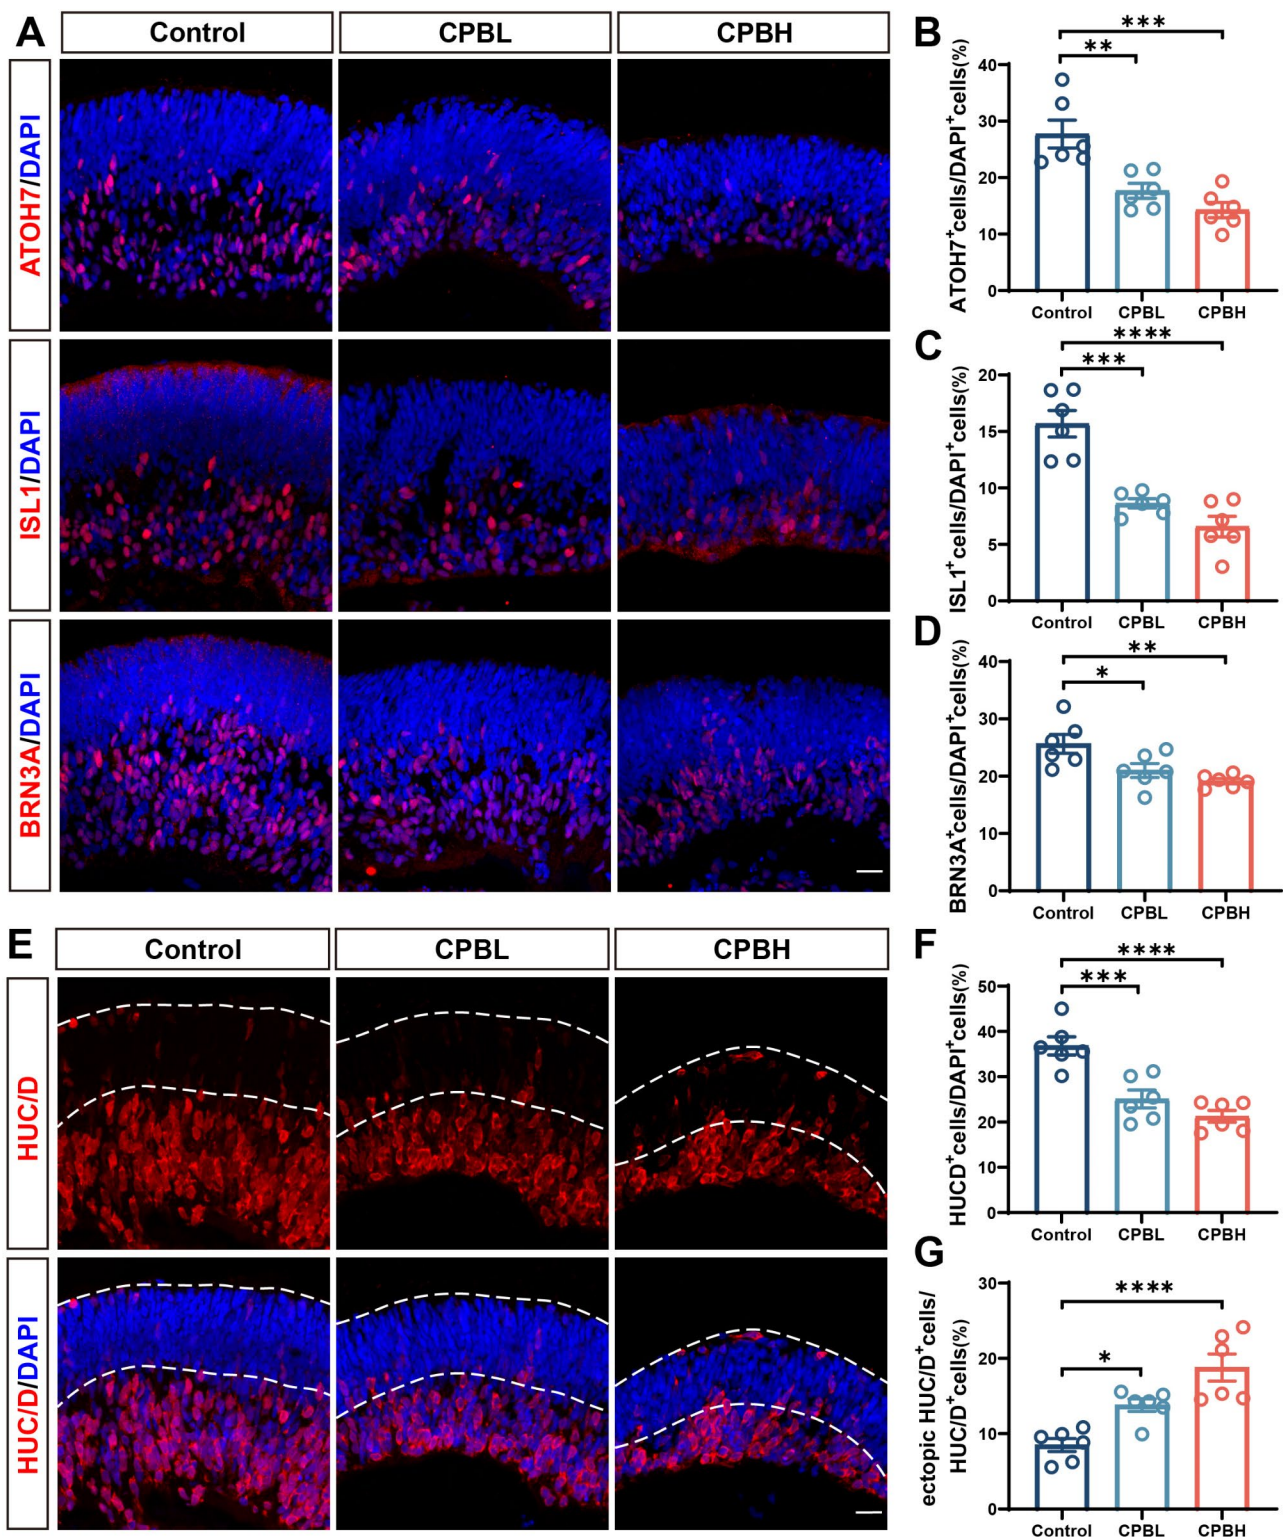 A
Control
CPBL
CPBH
ATOH7/DAPI
ISL1/DAPI
BRN3A/DAPI
B
***
**
ATOH7+cells/DAPI+cells(%)
40
30
20
10
0
Control
CPBL
CPBH
C
****
***
ISL1+cells/DAPI+cells(%)
20
15
10
5
0
Control
CPBL
CPBH
D
**
*
BRN3A+cells/DAPI+cells(%)
40
30
20
10
0
Control
CPBL
CPBH
E
Control
CPBL
CPBH
HUC/D
HUC/D/DAPI
F
****
***
HUCD+cells/DAPI+cells(%)
50
40
30
20
10
0
Control
CPBL
CPBH
G
****
*
ectopic HUC/D+cells/
HUC/D+cells(%)
30
20
10
0
Control
CPBL
CPBH